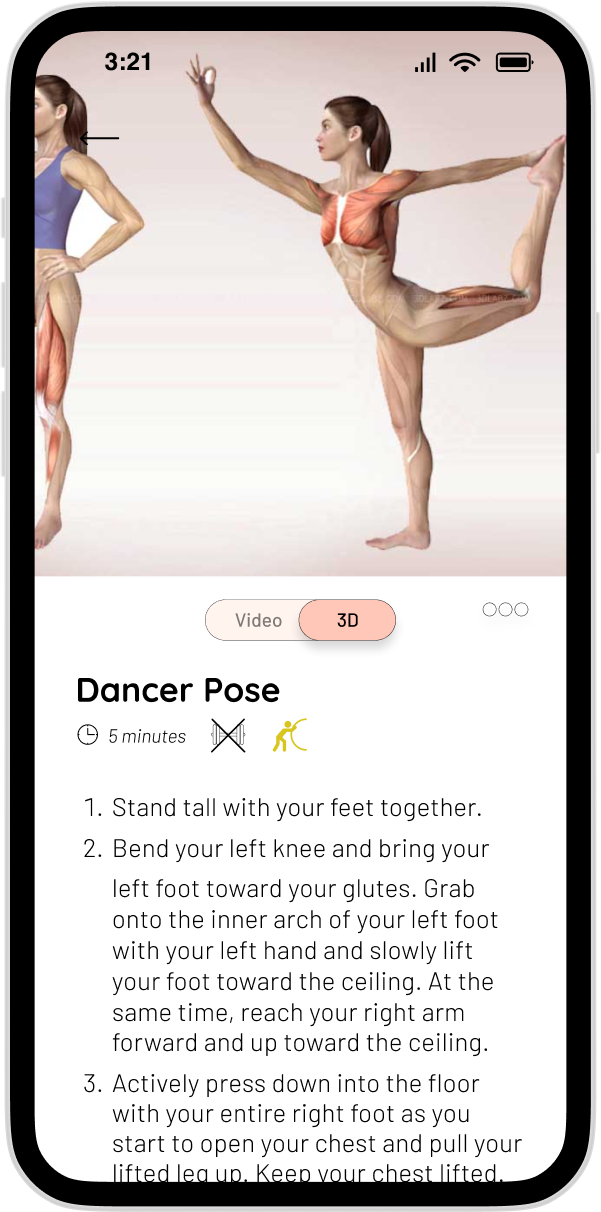 3:21
Video
3D
Dancer Pose
5 minutes
1. Stand tall with your feet together.
2. Bend your left knee and bring your
left foot toward your glutes. Grab
onto the inner arch of your left foot
with your left hand and slowly lift
your foot toward the ceiling. At the
same time, reach your right arm
forward and up toward the ceiling.
3. Actively press down into the floor
with your entire right foot as you
start to open your chest and pull your
lifted leg up. Keep your chest lifted.